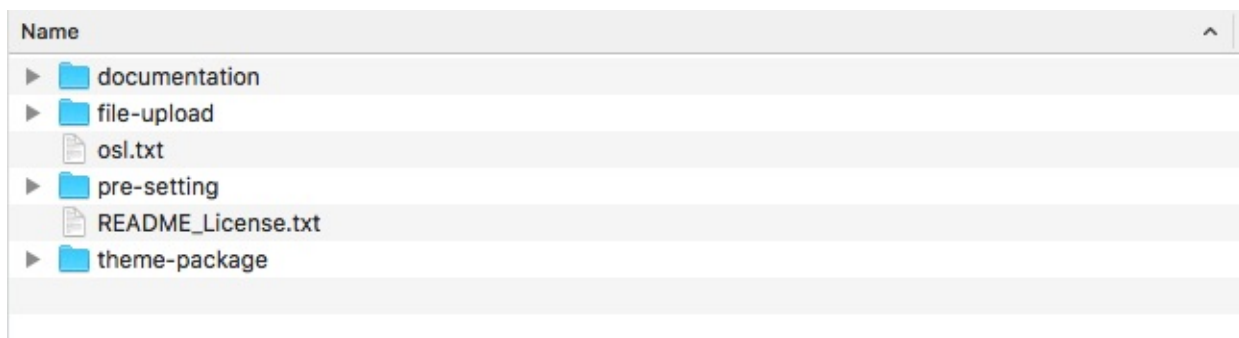 Name
documentation
file-upload
osl.txt
pre-setting
README_License.txt
theme-package